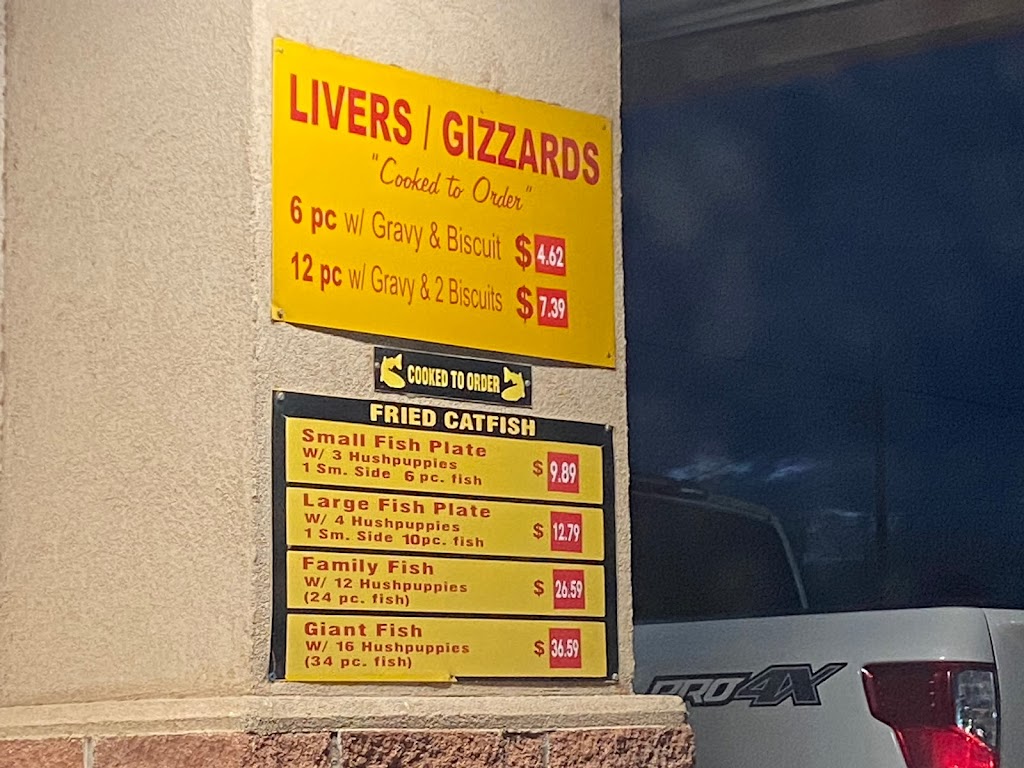 LIVERS / GIZZARDS
"Cooked to Order"
6 pc w/ Gravy & Biscuit $ 4.62
12 pc w/ Gravy & 2 Biscuits $ 7.39
COOKED TO ORDER
FRIED CATFISH
Small Fish Plate
W/ 3 Hushpuppies
1 Sm. Side 6 pc. fish
$ 9.89
Large Fish Plate
W/ 4 Hushpuppies
1 Sm. Side 10pc. fish
$ 12.79
Family Fish
W/ 12 Hushpuppies
(24 pc. fish)
$ 26.59
Giant Fish
W/ 16 Hushpuppies
(34 pc. fish)
$ 36.59
PRO4X